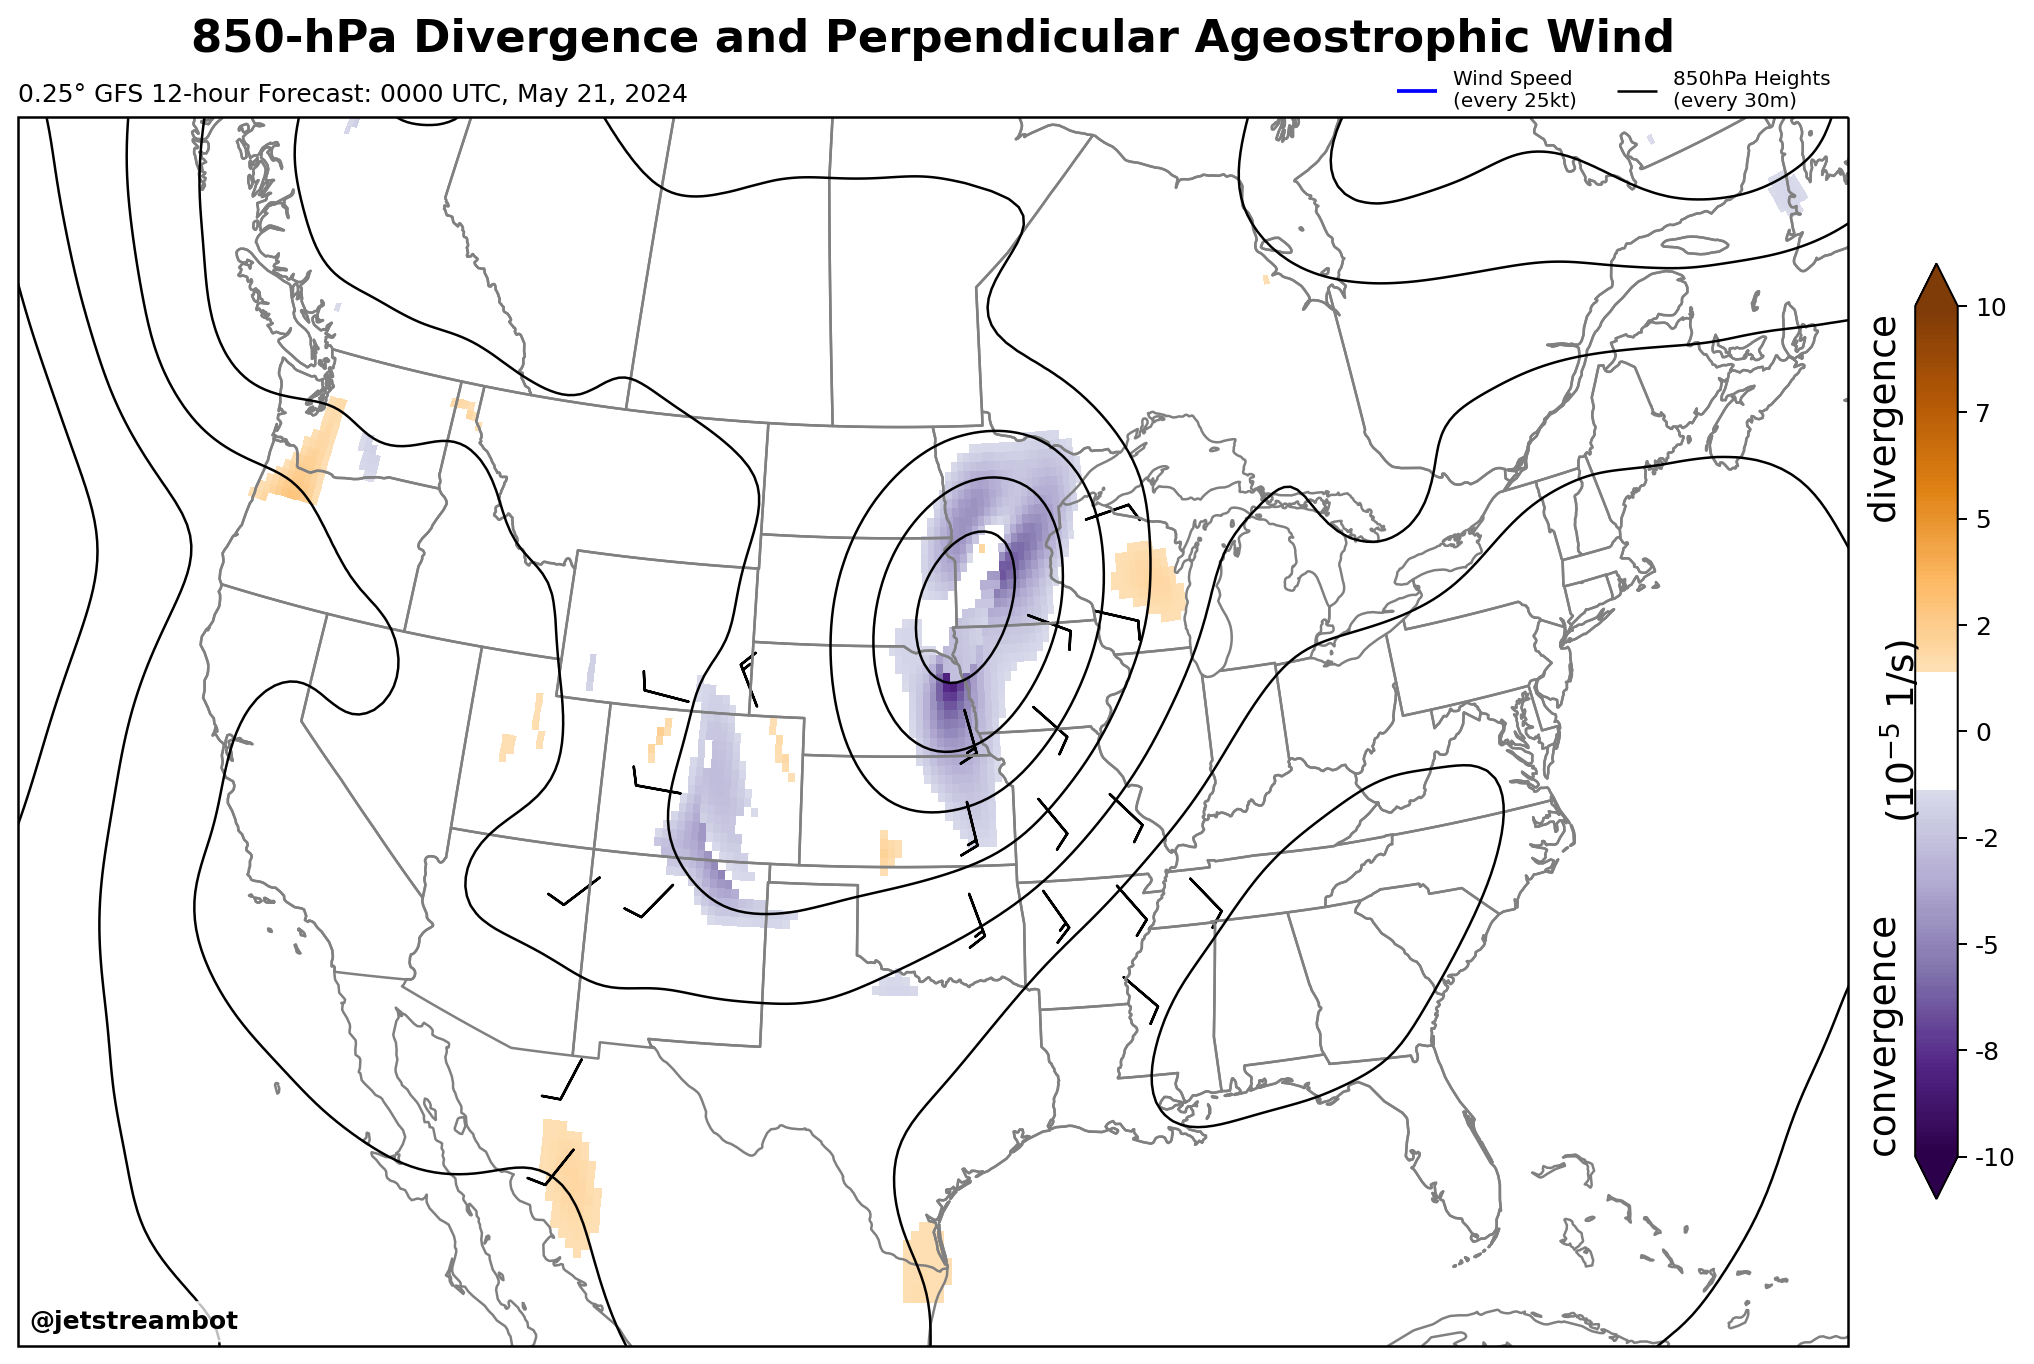 850-hPa Divergence and Perpendicular Ageostrophic Wind
0.25° GFS 12-hour Forecast: 0000 UTC, May 21, 2024
Wind Speed
(every 25kt)
850hPa Heights
(every 30m)
divergence
(10⁻⁵ 1/s)
convergence
10
7
5
2
0
-2
-5
-8
-10
@jetstreambot